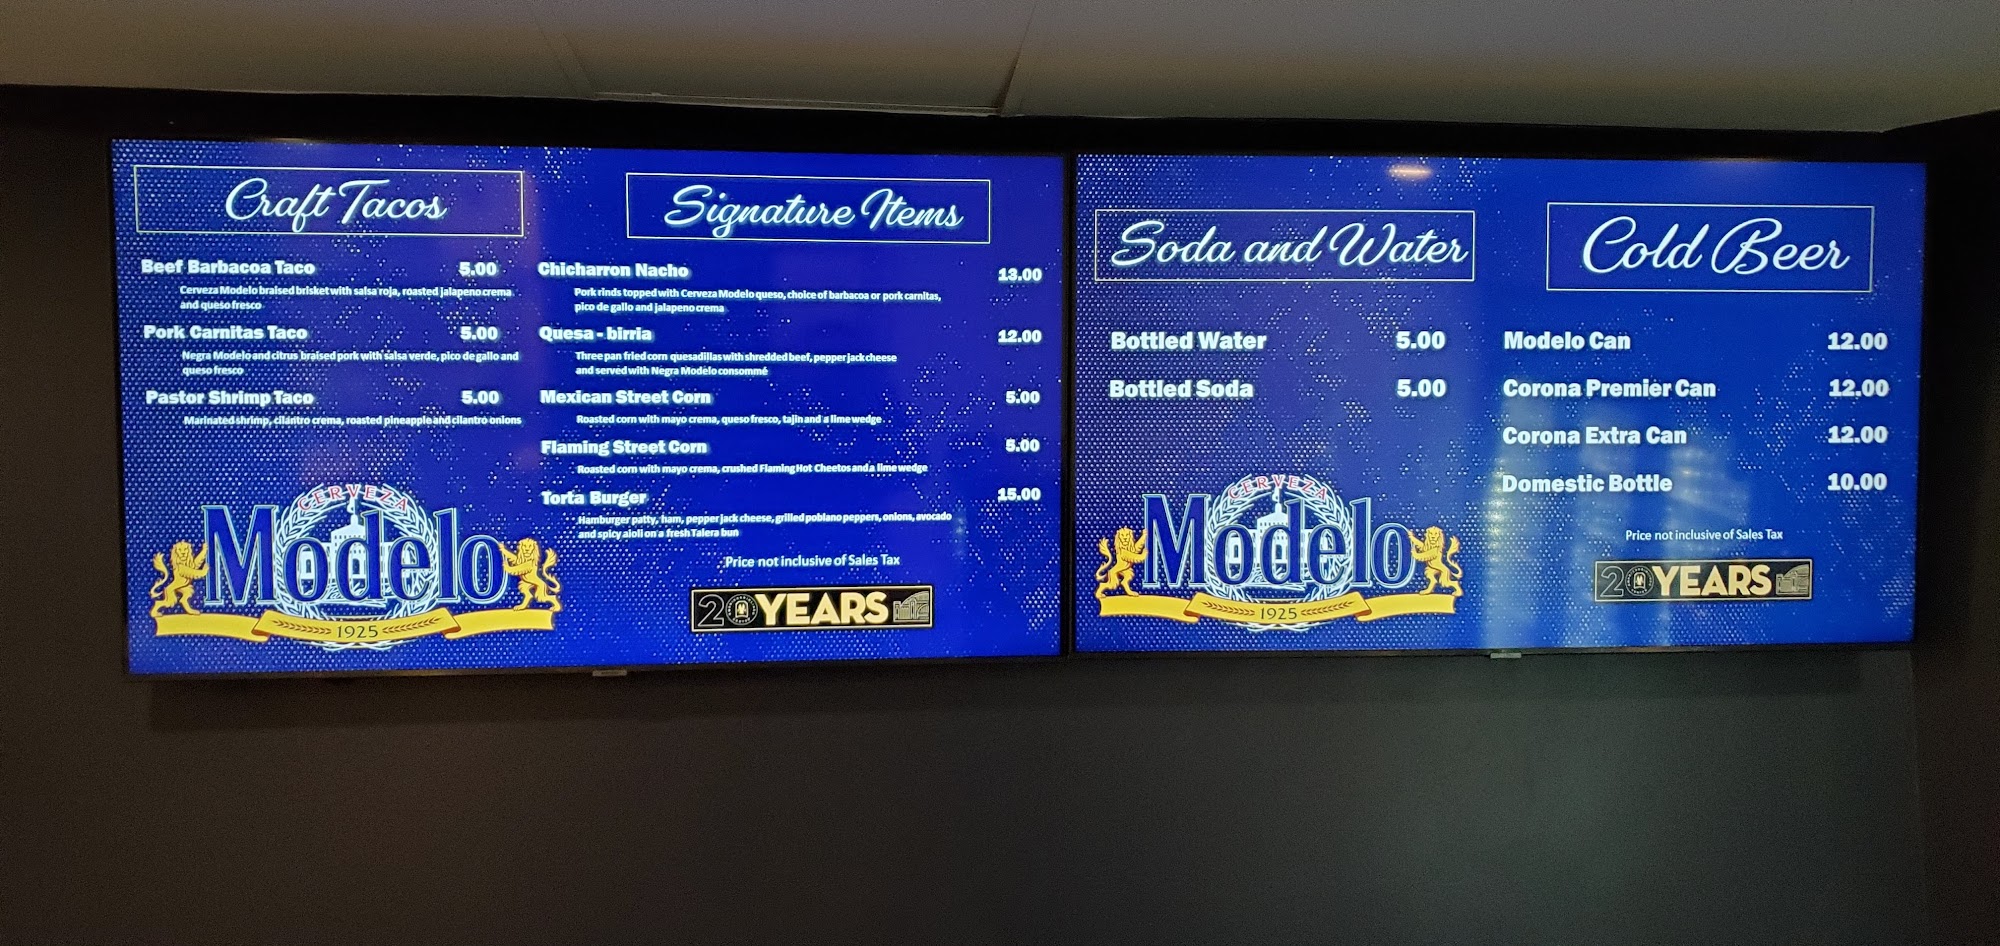 Craft Tacos
Beef Barbacoa Taco 5.00
Cerveza Modelo braised brisket with salsa roja, roasted jalapeno crema
and queso fresco
Pork Carnitas Taco 5.00
Negra Modelo and citrus braised pork with salsa verde, pico de gallo and
queso fresco
Pastor Shrimp Taco 5.00
Marinated shrimp, cilantro crema, roasted pineapple and cilantro onions
CERVEZA
Modelo
1925
Signature Items
Chicharron Nacho 13.00
Pork rinds topped with Cerveza Modelo queso, choice of barbacoa or pork carnitas,
pico de gallo and jalapeno crema
Quesa - birria 12.00
Three pan fried corn quesadillas with shredded beef, pepper jack cheese
and served with Negra Modelo consommé
Mexican Street Corn 5.00
Roasted corn with mayo crema, queso fresco, tajin and a lime wedge
Flaming Street Corn 5.00
Roasted corn with mayo crema, crushed Flaming Hot Cheetos and a lime wedge
Torta Burger 15.00
Hamburger patty, ham, pepper jack cheese, grilled poblano peppers, onions, avocado
and spicy aioli on a fresh Talera bun
Price not inclusive of Sales Tax
20 YEARS
Soda and Water
Bottled Water 5.00
Bottled Soda 5.00
CERVEZA
Modelo
1925
Cold Beer
Modelo Can 12.00
Corona Premier Can 12.00
Corona Extra Can 12.00
Domestic Bottle 10.00
Price not inclusive of Sales Tax
20 YEARS